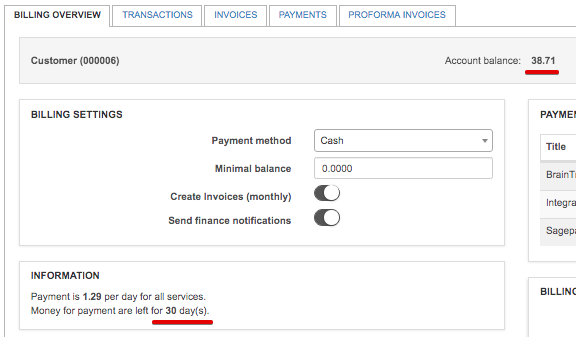 BILLING OVERVIEW TRANSACTIONS INVOICES PAYMENTS PROFORMA INVOICES
Customer (000006) Account balance: 38.71
BILLING SETTINGS
Payment method Cash
Minimal balance 0.0000
Create Invoices (monthly)
Send finance notifications
INFORMATION
Payment is 1.29 per day for all services.
Money for payment are left for 30 day(s).
PAYMEN
Title
BrainTr
Integra
Sagepa
BILLING